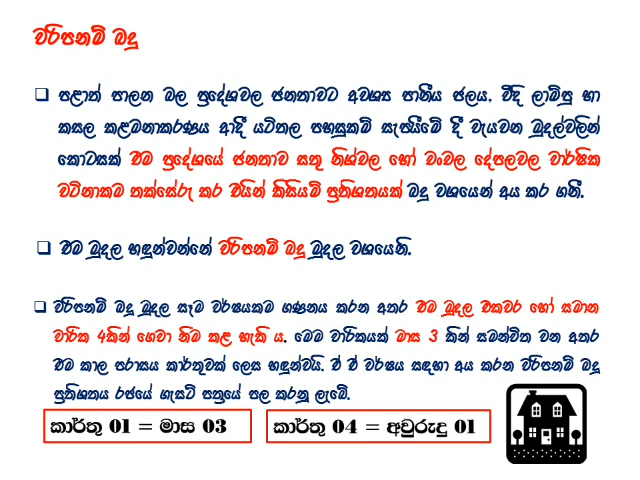 වරිපනම් බදු
❑ පළාත් පාලන බල ප්‍රදේශවල ජනතාවට අවශ්‍ය පානීය ජලය, වීදි ලාම්පු හා
කසල කළමනාකරණය ආදී යටිතල පහසුකම් සැපයීමේ දී වැයවන මුදල්වලින්
කොටසක් එම ප්‍රදේශයේ ජනතාව සතු නිශ්චල හෝ චංචල දේපලවල වාර්ෂික
වටිනාකම තක්සේරු කර එයින් කිසියම් ප්‍රතිශතයක් බදු වශයෙන් අය කර ගනී.
❑ එම මුදල හඳුන්වන්නේ වරිපනම් බදු මුදල වශයෙනි.
❑ වරිපනම් බදු මුදල සෑම වර්ෂයකම ගණනය කරන අතර එම මුදල එකවර හෝ සමාන
වාරික 4කින් ගෙවා නිම කළ හැකි ය. මෙම වාරිකයක් මාස 3 කින් සමන්විත වන අතර
එම කාල පරාසය කාර්තුවක් ලෙස හඳුන්වයි. ඒ ඒ වර්ෂය සඳහා අය කරන වරිපනම් බදු
ප්‍රතිශතය රජයේ ගැසට් පත්‍රයේ පල කරනු ලැබේ.
කාර්තු 01 = මාස 03
කාර්තු 04 = අවුරුදු 01